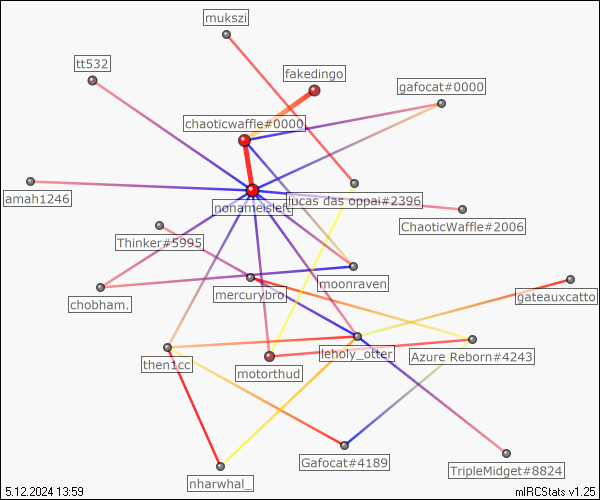 mukszi
tt532
fakedingo
gafocat#0000
chaoticwaffle#0000
amah1246
lucas das oppai#2396
nonameisleft
ChaoticWaffle#2006
Thinker#5995
moonraven
chobham.
mercurybro
gateauxcatto
leholy_otter
Azure Reborn#4243
then1cc
motorthud
Gafocat#4189
TripleMidget#8824
nharwhal_
5.12.2024 13:59
mIRCStats v1.25